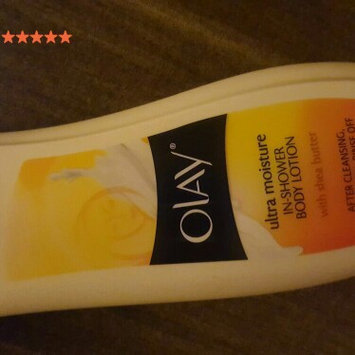 OLAY®
ultra moisture
IN-SHOWER
BODY LOTION
with shea butter
AFTER CLEANSING,